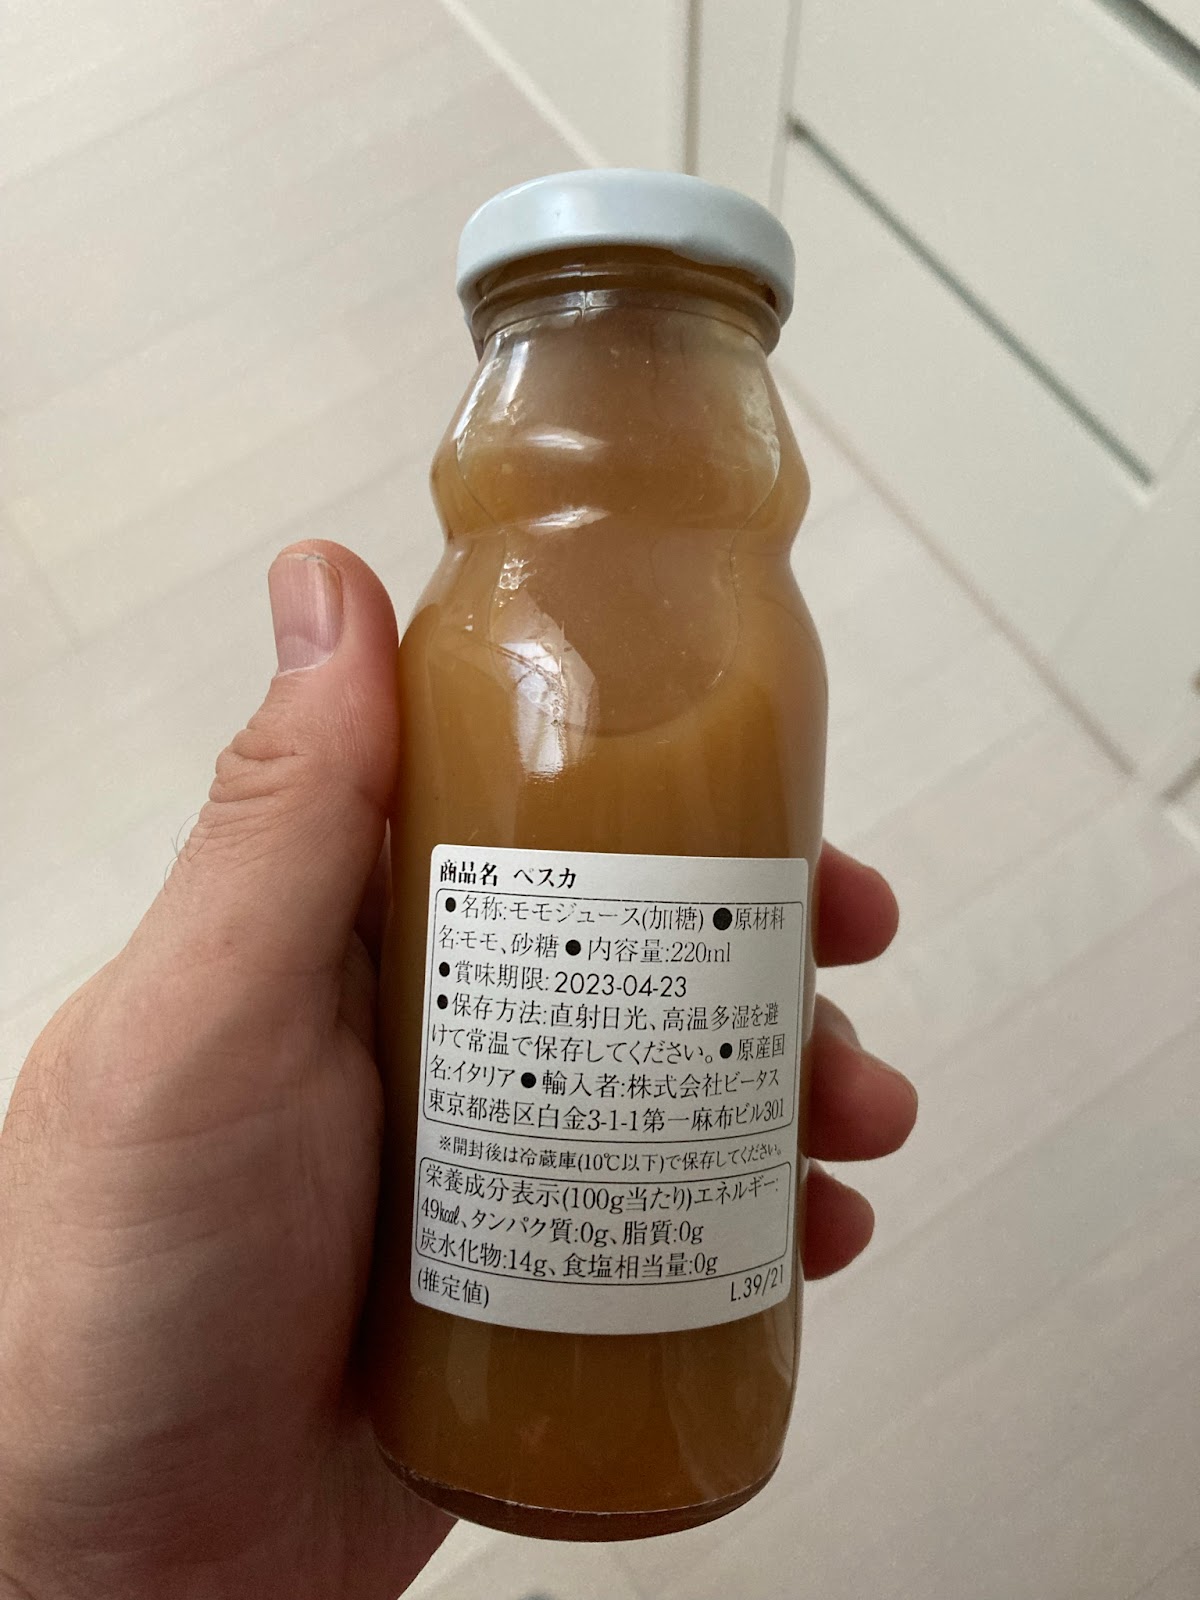 商品名 ペスカ
●名称:モモジュース(加糖) ●原材料
名:モモ、砂糖 ● 内容量:220ml
●賞味期限: 2023-04-23
●保存方法:直射日光、高温多湿を避
けて常温で保存してください。●原産国
名:イタリア ● 輸入者:株式会社ビータス
東京都港区白金3-1-1第一麻布ビル301
※開封後は冷蔵庫(10℃以下)で保存してください。
栄養成分表示(100g当たり)エネルギー:
49kcal、タンパク質:0g、脂質:0g
炭水化物:14g、食塩相当量:0g
(推定値) L.39/21